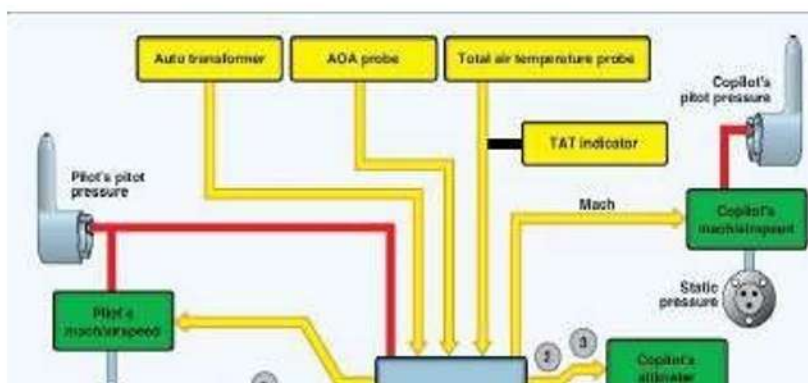 Auto transformer
AOA probe
Total air temperature probe
Copilot's
pitot pressure
TAT indicator
Pilot's pitot
pressure
Mach
Copilot's
mach/airspeed
Static
pressure
Pilot's
mach/airspeed
2
3
Copilot's
altimeter